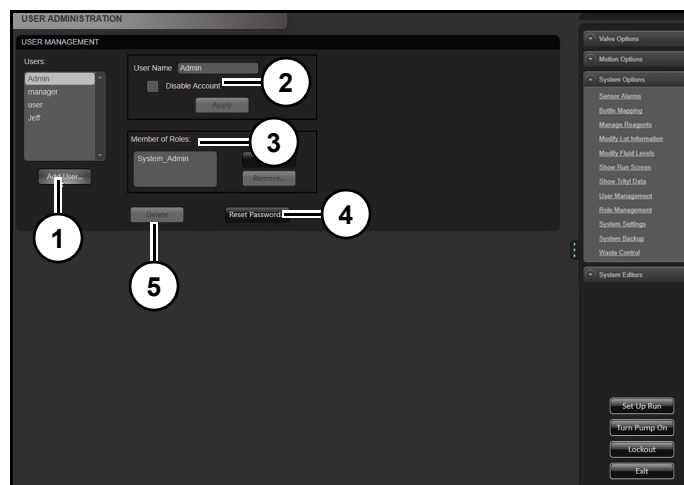 USER ADMINISTRATION
USER MANAGEMENT
Users:
Admin
manager
user
Jeff
Add User...
User Name Admin
Disable Account
Apply
Member of Roles:
System_Admin
Remove...
Delete
Reset Password
1
2
3
4
5
Valve Options
Motion Options
System Options
Sensor Alarms
Bottle Mapping
Manage Reagents
Modify Lot Information
Modify Fluid Levels
Show Run Screen
Show Trityl Data
User Management
Role Management
System Settings
System Backup
Waste Control
System Editors
Set Up Run
Turn Pump On
Lockout
Exit